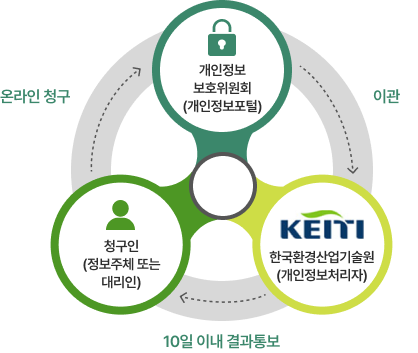 개인정보
보호위원회
(개인정보포털)
온라인 청구
이관
청구인
(정보주체 또는
대리인)
KEITI
한국환경산업기술원
(개인정보처리자)
10일 이내 결과통보